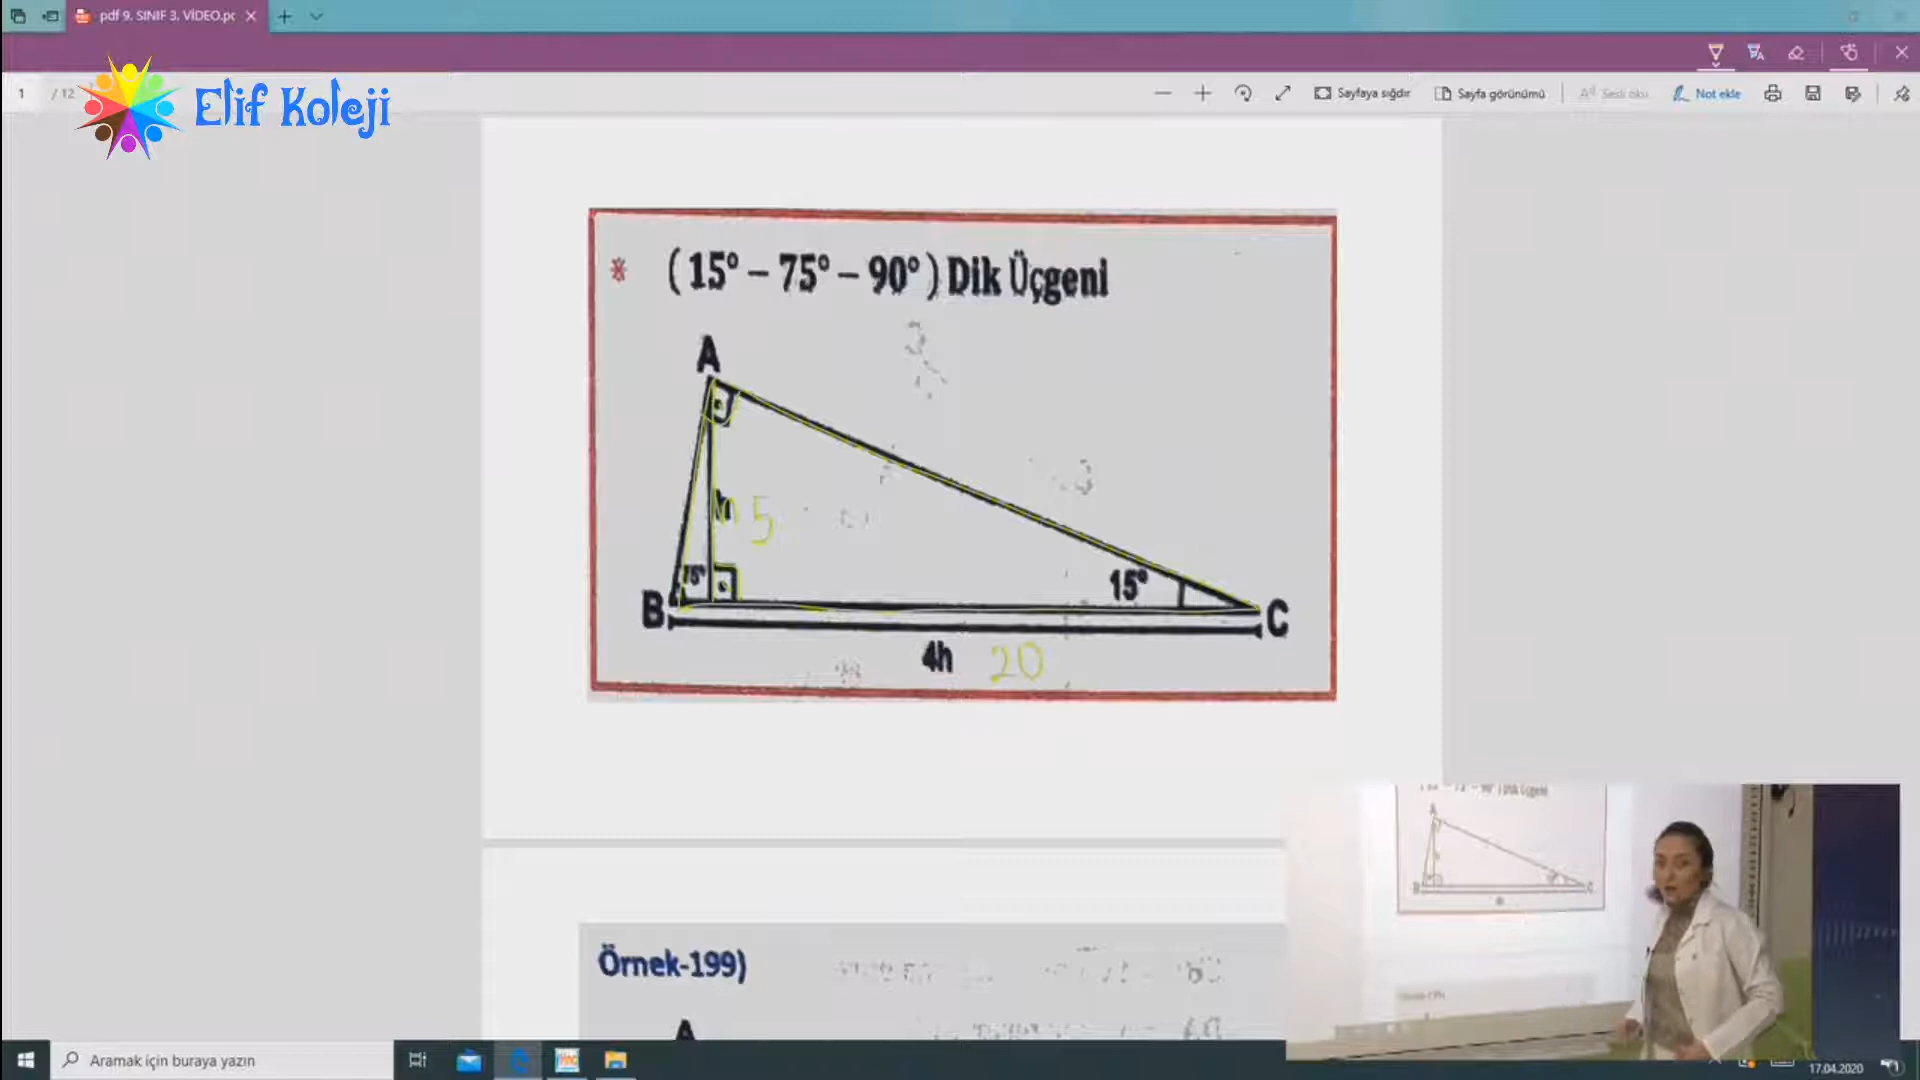 pdf 9. SINIF 3. VİDEO.pc
1 / 12
Sayfaya sığdır
Sayfa görünümü
Sesli oku
Not ekle
Elif Koleji
* (15° – 75° – 90°) Dik Üçgeni
A
h 5
75°
15°
B
C
4h 20
Örnek-199)
A
Aramak için buraya yazın
17.04.2020